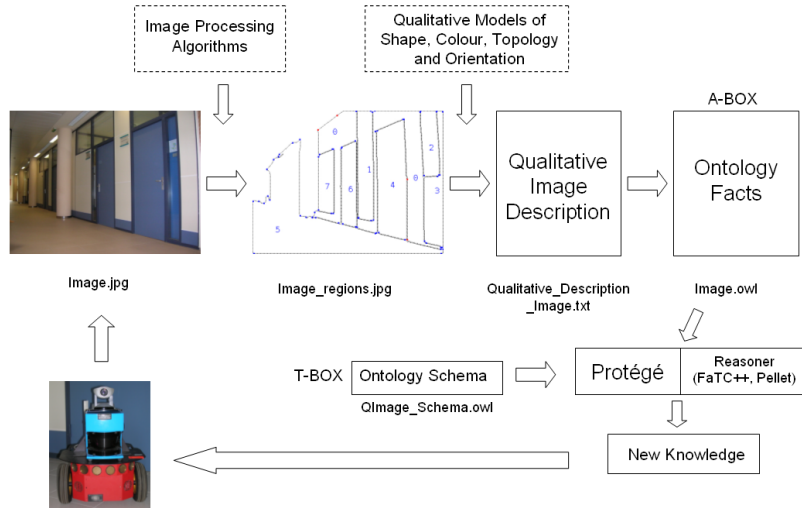 Image Processing
Algorithms
Qualitative Models of
Shape, Colour, Topology
and Orientation
A-BOX
0
2
1
7
6
4
0
3
5
Qualitative
Image
Description
Ontology
Facts
Image.jpg
Image_regions.jpg
Qualitative_Description
_Image.txt
Image.owl
T-BOX
Ontology Schema
QImage_Schema.owl
Protégé
Reasoner
(FaTC++, Pellet)
New Knowledge